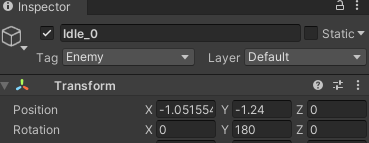 Inspector
Idle_0 Static
Tag Enemy Layer Default
Transform
Position X -1.051554 Y -1.24 Z 0
Rotation X 0 Y 180 Z 0